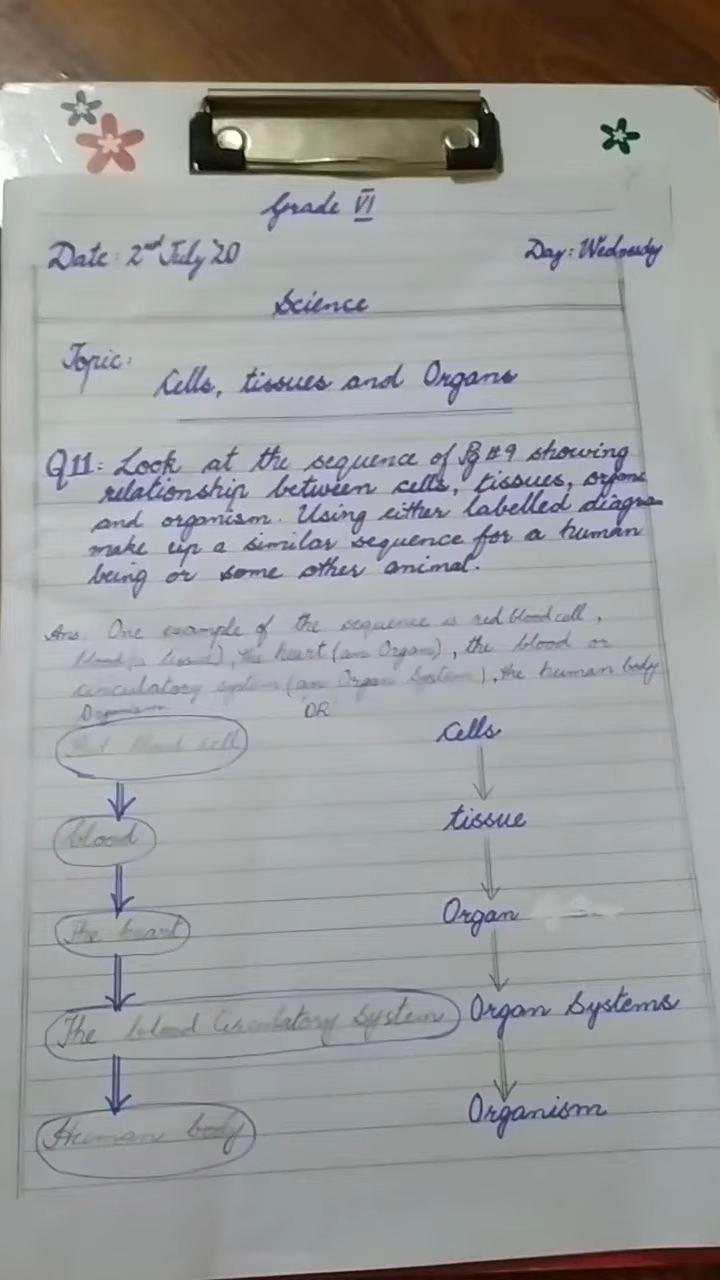 Grade VI
Date: 2nd July '20 Day: Wednesday
Science
Topic:
Cells, tissues and Organs
Q11: Look at the sequence of Pg # 9 showing
relationship between cells, tissues, organs
and organism. Using either labelled diagram
make up a similar sequence for a human
being or some other animal.
Ans. One example of the sequence is red blood cell,
blood (a tissue), the heart (an Organ), the blood or
circulatory system (an Organ System), the human body
Organism OR
Red blood cell Cells
blood tissue
The heart Organ
The blood Circulatory System Organ Systems
Human body Organism